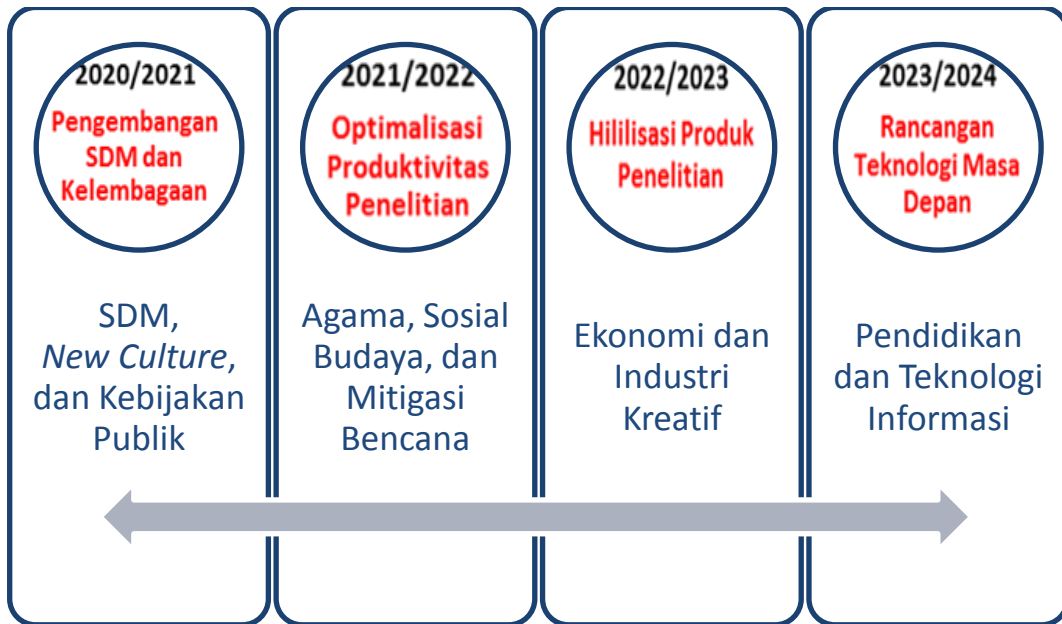 2020/2021
Pengembangan
SDM dan
Kelembagaan
SDM,
New Culture,
dan Kebijakan
Publik
2021/2022
Optimalisasi
Produktivitas
Penelitian
Agama, Sosial
Budaya, dan
Mitigasi
Bencana
2022/2023
Hililisasi Produk
Penelitian
Ekonomi dan
Industri
Kreatif
2023/2024
Rancangan
Teknologi Masa
Depan
Pendidikan
dan Teknologi
Informasi